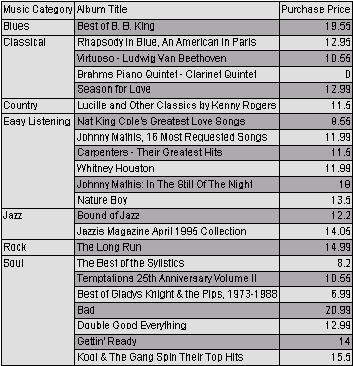 Music Category Album Title Purchase Price
Blues Best of B. B. King 19.55
Classical Rhapsody in Blue, An American In Paris 12.95
Virtuoso - Ludwig Van Beethoven 10.55
Brahms Piano Quintet - Clarinet Quintet 0
Season for Love 12.99
Country Lucille and Other Classics by Kenny Rogers 11.5
Easy Listening Nat King Cole's Greatest Love Songs 8.55
Johnny Mathis, 16 Most Requested Songs 11.99
Carpenters - Their Greatest Hits 11.5
Whitney Houston 11.99
Johnny Mathis: In The Still Of The Night 18
Nature Boy 13.5
Jazz Bound of Jazz 12.2
Jazzis Magazine April 1995 Collection 14.05
Rock The Long Run 14.99
Soul The Best of the Sylistics 8.2
Temptations 25th Anniversary Volume II 10.55
Best of Gladys Knight & the Pips, 1973-1988 6.99
Bad 20.99
Double Good Everything 12.99
Gettin' Ready 14
Kool & The Gang Spin Their Top Hits 15.5